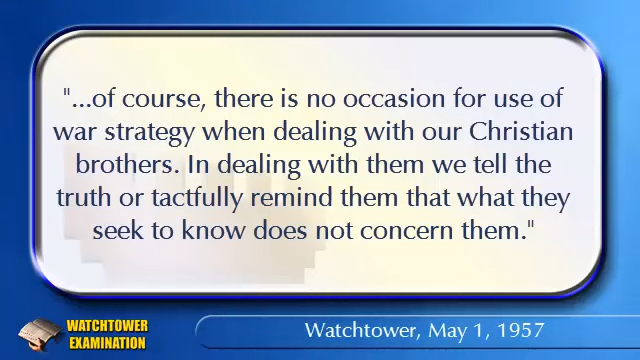 "...of course, there is no occasion for use of
war strategy when dealing with our Christian
brothers. In dealing with them we tell the
truth or tactfully remind them that what they
seek to know does not concern them."
WATCHTOWER
EXAMINATION
Watchtower, May 1, 1957